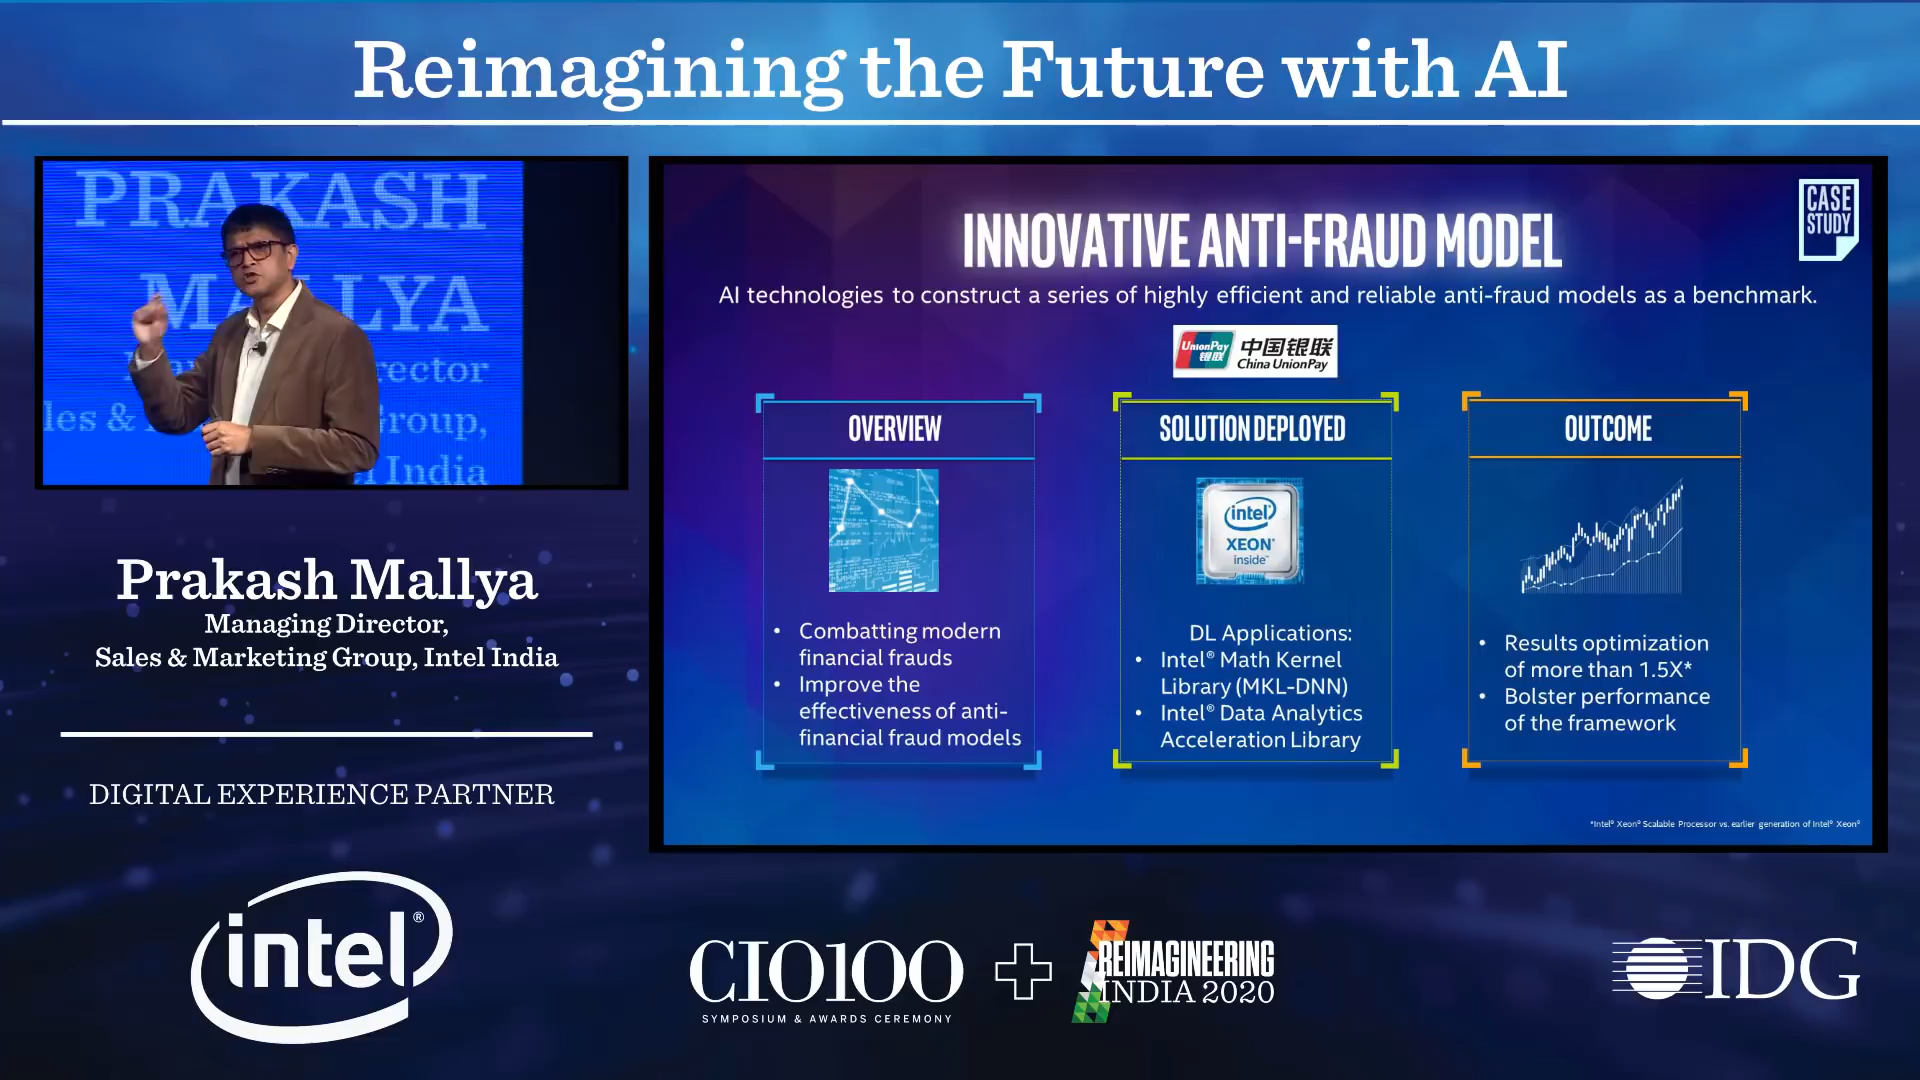 Reimagining the Future with AI
PRAKASH
MALLYA
rector
les &
Group,
India
Prakash Mallya
Managing Director,
Sales & Marketing Group, Intel India
DIGITAL EXPERIENCE PARTNER
intel®
CASE
STUDY
INNOVATIVE ANTI-FRAUD MODEL
AI technologies to construct a series of highly efficient and reliable anti-fraud models as a benchmark.
UnionPay
银联
中国银联
China UnionPay
OVERVIEW
• Combatting modern
financial frauds
• Improve the
effectiveness of anti-
financial fraud models
SOLUTION DEPLOYED
intel®
XEON®
inside™
DL Applications:
• Intel® Math Kernel
Library (MKL-DNN)
• Intel® Data Analytics
Acceleration Library
OUTCOME
• Results optimization
of more than 1.5X*
• Bolster performance
of the framework
*Intel® Xeon® Scalable Processor vs. earlier generation of Intel® Xeon®
CIO100
SYMPOSIUM & AWARDS CEREMONY
REIMAGINEERING
INDIA 2020
IDG